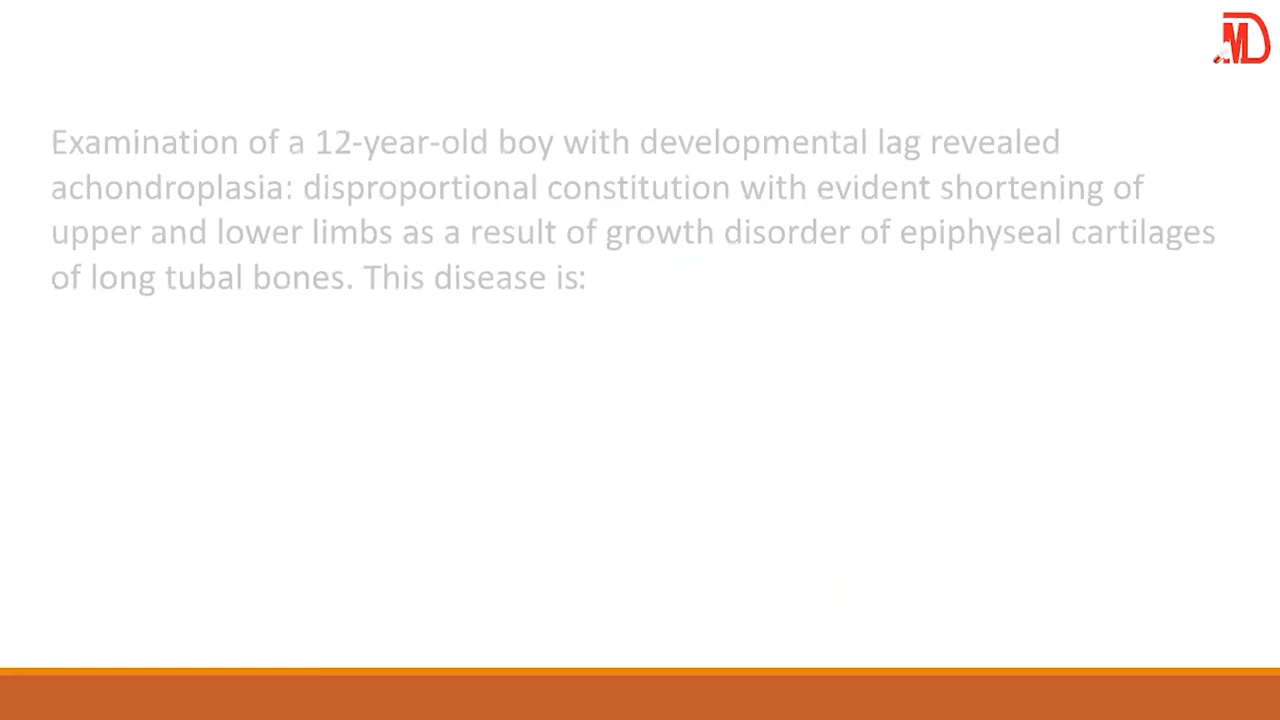 MD
Examination of a 12-year-old boy with developmental lag revealed
achondroplasia: disproportional constitution with evident shortening of
upper and lower limbs as a result of growth disorder of epiphyseal cartilages
of long tubal bones. This disease is: